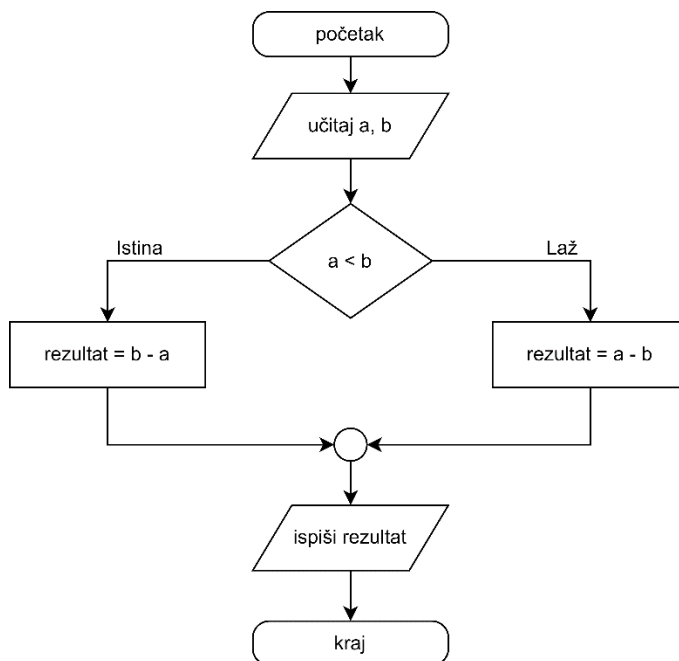 početak
učitaj a, b
Istina
a < b
Laž
rezultat = b - a
rezultat = a - b
ispiši rezultat
kraj